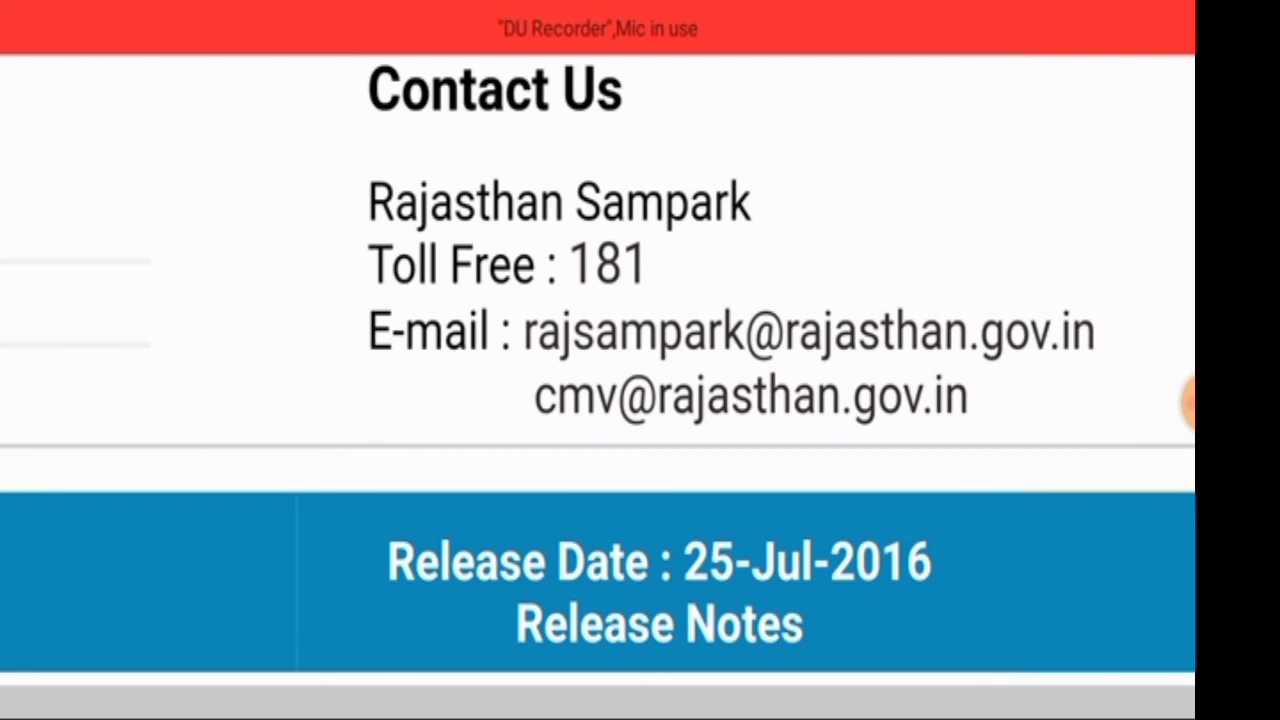 "DU Recorder",Mic in use
Contact Us
Rajasthan Sampark
Toll Free : 181
E-mail : rajsampark@rajasthan.gov.in
cmv@rajasthan.gov.in
Release Date : 25-Jul-2016
Release Notes